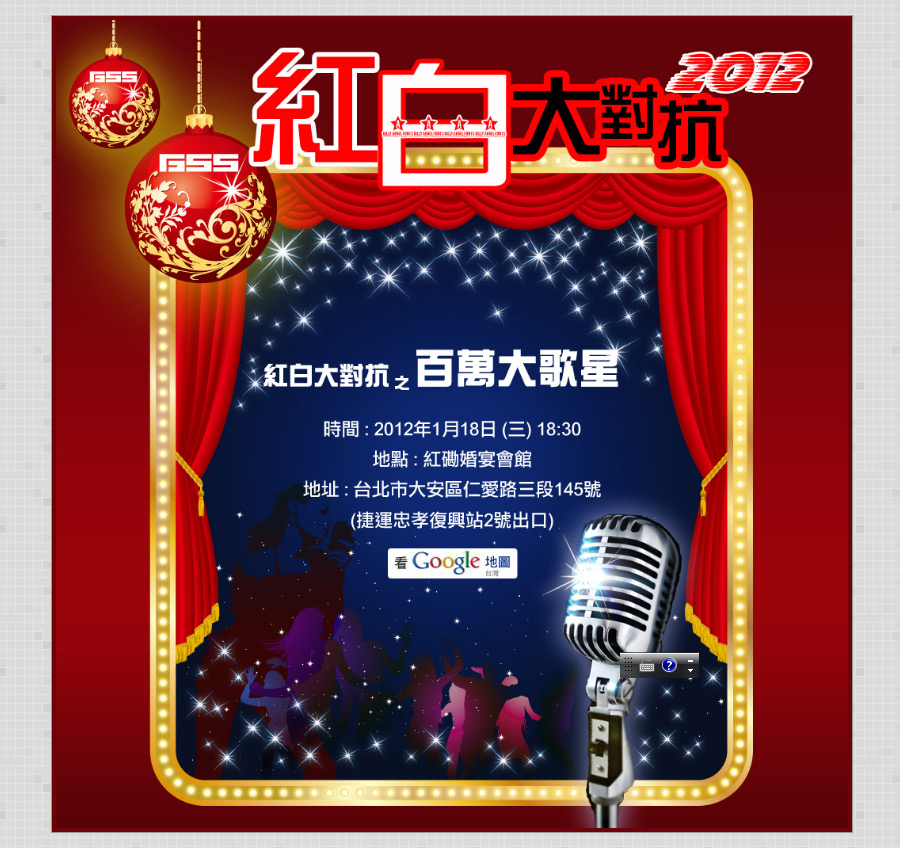 GSS
GSS
紅白大對抗 2012
紅白大對抗 之 百萬大歌星
時間 : 2012年1月18日 (三) 18:30
地點 : 紅磡婚宴會館
地址 : 台北市大安區仁愛路三段145號
(捷運忠孝復興站2號出口)
看 Google 地圖
台灣
?